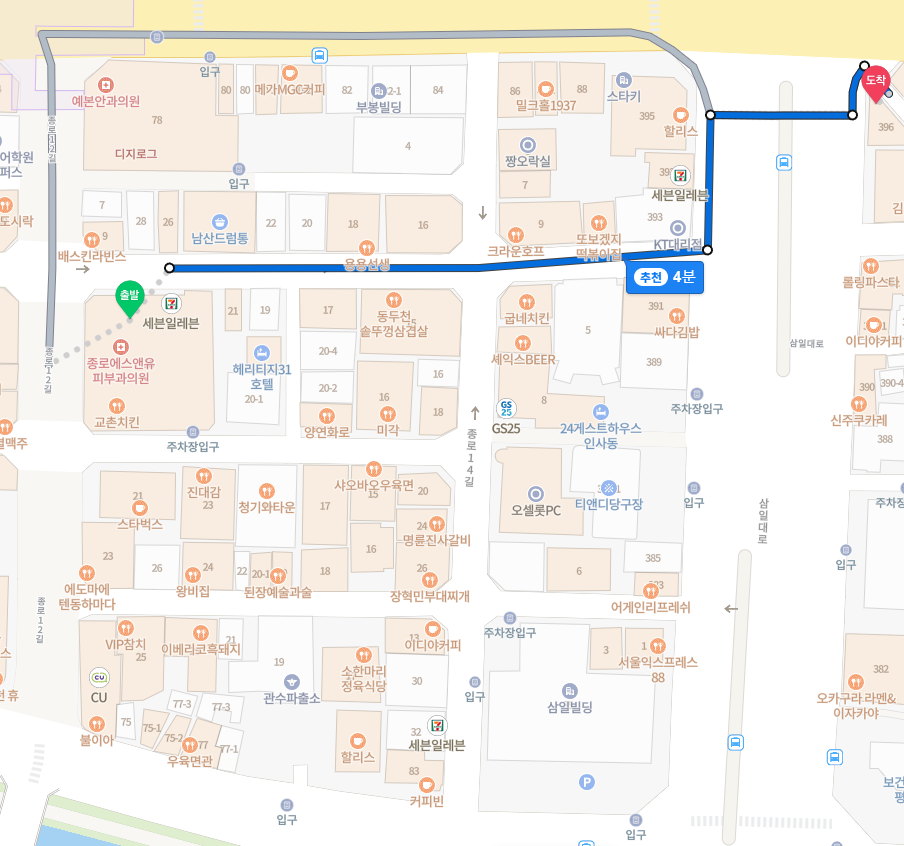 입구
예본안과의원
80
80
메가MGC커피
82
부봉빌딩
84
86
밀크홀1937
88
스타키
도착
78
디지로그
4
395
할리스
396
종로12길
어학원
퍼스
입구
짱오락실
7
세븐일레븐
도시락
7
9
배스킨라빈스
28
26
남산드럼통
22
20
18
16
용용선생
크라운호프
9
또보겠지
떡볶이집
393
KT대리점
추천 4분
롤링파스타
출발
세븐일레븐
21
19
17
동두천
솥뚜껑삼겹살
굽네치킨
5
391
싸다김밥
삼일대로
이디야커피
종로12길
종로에스앤유
피부과의원
헤리티지31
호텔
20-1
20-4
20-2
16
16
18
세익스BEER
389
390
390-4
교촌치킨
주차장입구
양연화로
미각
GS25
8
24게스트하우스
인사동
주차장입구
신주쿠카레
388
종로14길
21
스타벅스
진대감
23
청기와타운
17
샤오바오우육면
15
20
24
명륜진사갈비
오셀롯PC
티앤디당구장
입구
삼일대로
입구
23
에도마에
텐동하마다
26
24
왕비집
22
20-1
된장예술과술
18
16
26
장혁민부대찌개
6
385
어게인리프레쉬
종로12길
VIP참치
25
이베리코흑돼지
21
19
관수파출소
소한마리
정육식당
13
이디야커피
30
주차장입구
3
1
서울익스프레스
88
382
오카구라 라멘&
이자카야
CU
불이아
75
75-1
75-2
77-3
77-3
77
77-1
우육면관
할리스
32
세븐일레븐
83
커피빈
입구
삼일빌딩
P
입구
입구